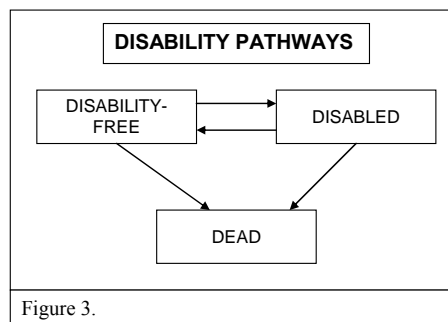 DISABILITY PATHWAYS
DISABILITY-
FREE
DISABLED
DEAD
Figure 3.